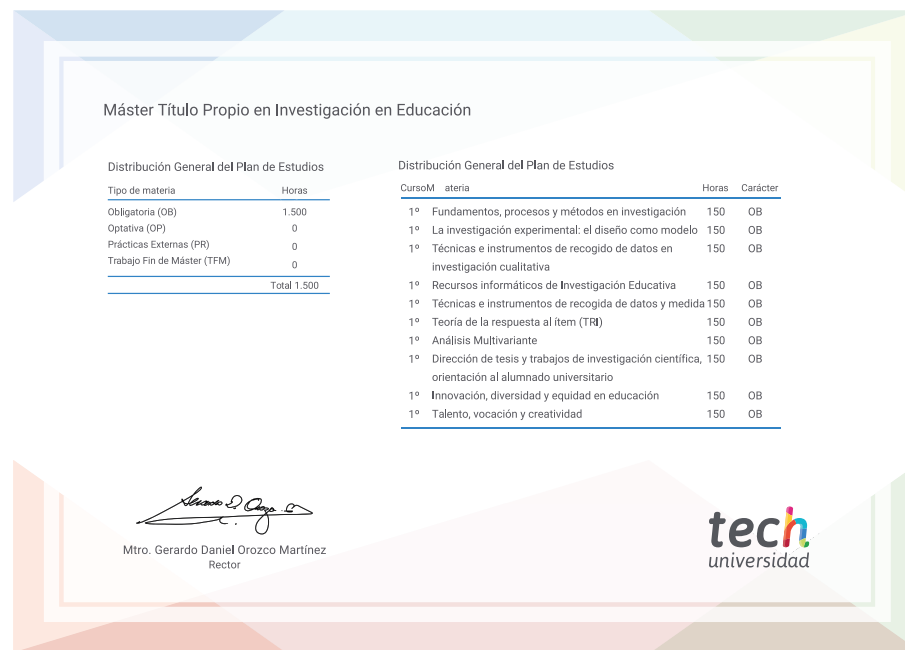 Máster Título Propio en Investigación en Educación
Distribución General del Plan de Estudios
Tipo de materia Horas
Obligatoria (OB) 1.500
Optativa (OP) 0
Prácticas Externas (PR) 0
Trabajo Fin de Máster (TFM) 0
Total 1.500
Distribución General del Plan de Estudios
CursoM ateria Horas Carácter
1º Fundamentos, procesos y métodos en investigación 150 OB
1º La investigación experimental: el diseño como modelo 150 OB
1º Técnicas e instrumentos de recogido de datos en 150 OB
investigación cualitativa
1º Recursos informáticos de Investigación Educativa 150 OB
1º Técnicas e instrumentos de recogida de datos y medida 150 OB
1º Teoría de la respuesta al ítem (TRI) 150 OB
1º Análisis Multivariante 150 OB
1º Dirección de tesis y trabajos de investigación científica, 150 OB
orientación al alumnado universitario
1º Innovación, diversidad y equidad en educación 150 OB
1º Talento, vocación y creatividad 150 OB
Mtro. Gerardo Daniel Orozco Martínez
Rector
tech
universidad